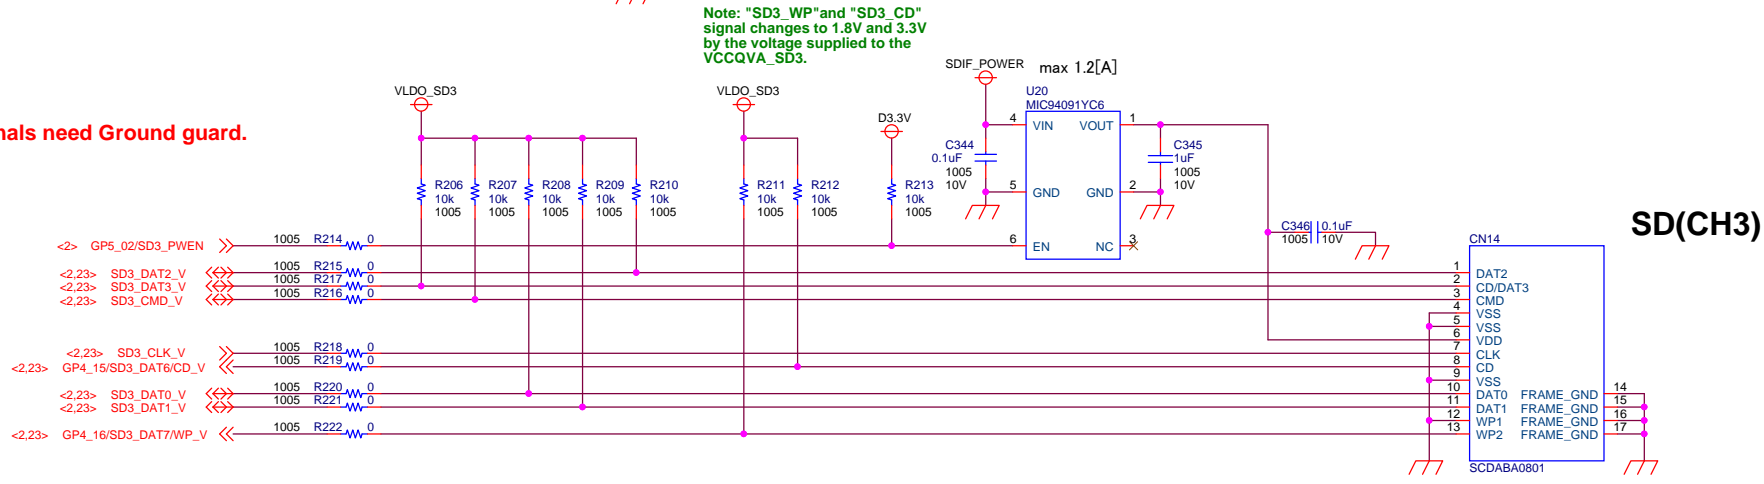 Note: "SD3_WP"and "SD3_CD"
signal changes to 1.8V and 3.3V
by the voltage supplied to the
VCCQVA_SD3.
nals need Ground guard.
SD(CH3)
VLDO_SD3
VLDO_SD3
D3.3V
SDIF_POWER
max 1.2[A]
U20
MIC94091YC6
4 VIN VOUT 1
5 GND GND 2
6 EN NC 3
C344
0.1uF
1005
10V
C345
1uF
1005
10V
C346 0.1uF
1005 10V
R206
10k
1005
R207
10k
1005
R208
10k
1005
R209
10k
1005
R210
10k
1005
R211
10k
1005
R212
10k
1005
R213
10k
1005
<2> GP5_02/SD3_PWEN 1005 R214 0
<2,23> SD3_DAT2_V 1005 R215 0
<2,23> SD3_DAT3_V 1005 R217 0
<2,23> SD3_CMD_V 1005 R216 0
<2,23> SD3_CLK_V 1005 R218 0
<2,23> GP4_15/SD3_DAT6/CD_V 1005 R219 0
<2,23> SD3_DAT0_V 1005 R220 0
<2,23> SD3_DAT1_V 1005 R221 0
<2,23> GP4_16/SD3_DAT7/WP_V 1005 R222 0
CN14
1 DAT2
2 CD/DAT3
3 CMD
4 VSS
5 VSS
6 VDD
7 CLK
8 CD
9 VSS
10 DAT0 FRAME_GND 14
11 DAT1 FRAME_GND 15
12 WP1 FRAME_GND 16
13 WP2 FRAME_GND 17
SCDABA0801